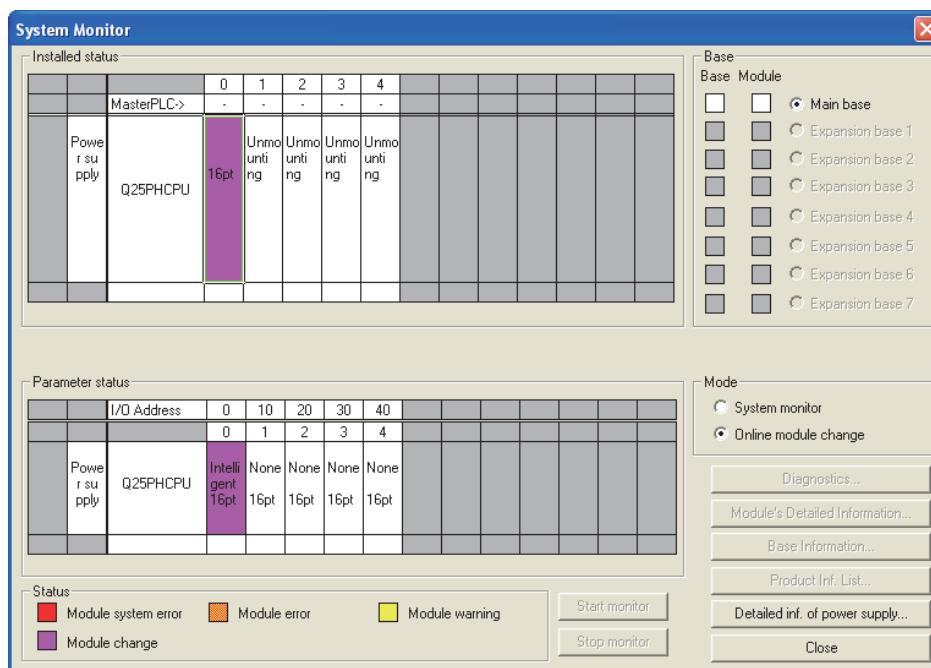 System Monitor
Installed status
0 1 2 3 4
MasterPLC-> - - - - -
Powe
r su
pply
Q25PHCPU
16pt
Unmo
unti
ng
Unmo
unti
ng
Unmo
unti
ng
Unmo
unti
ng
Base
Base Module
Main base
Expansion base 1
Expansion base 2
Expansion base 3
Expansion base 4
Expansion base 5
Expansion base 6
Expansion base 7
Parameter status
I/O Address 0 10 20 30 40
0 1 2 3 4
Powe
r su
pply
Q25PHCPU
Intelli
gent
16pt
None
16pt
None
16pt
None
16pt
None
16pt
Mode
System monitor
Online module change
Diagnostics...
Module's Detailed Information...
Base Information...
Product Inf. List...
Detailed inf. of power supply...
Close
Status
Module system error
Module error
Module warning
Module change
Start monitor
Stop monitor